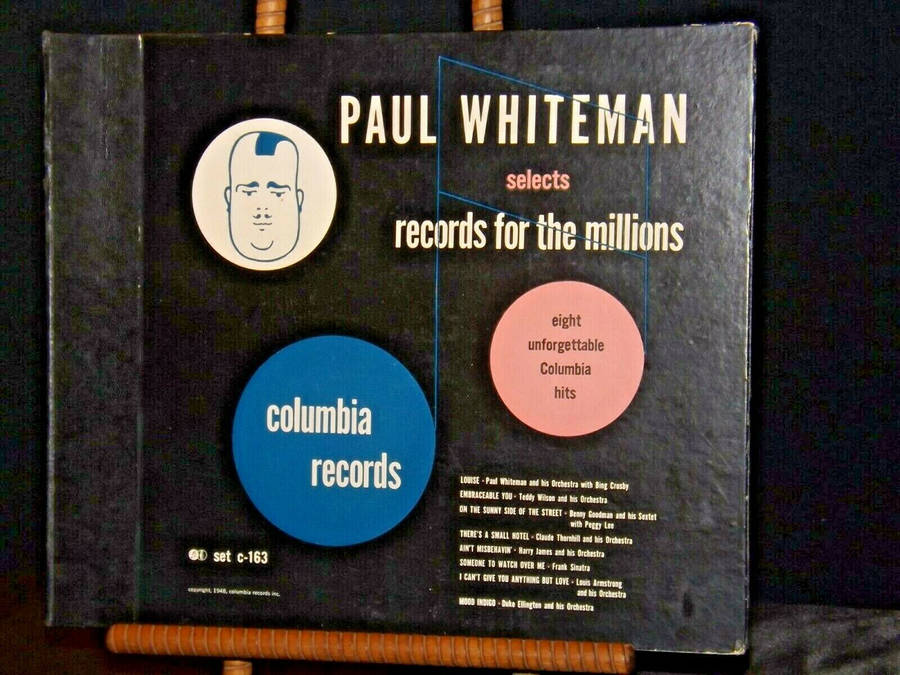 PAUL WHITEMAN
selects
records for the millions
eight
unforgettable
Columbia
hits
columbia
records
LOUISE - Paul Whiteman and his Orchestra with Bing Crosby
EMBRACEABLE YOU - Teddy Wilson and his Orchestra
ON THE SUNNY SIDE OF THE STREET - Benny Goodman and his Sextet
with Peggy Lee
THERE'S A SMALL HOTEL - Claude Thornhill and his Orchestra
AIN'T MISBEHAVIN' - Harry James and his Orchestra
SOMEONE TO WATCH OVER ME - Frank Sinatra
I CAN'T GIVE YOU ANYTHING BUT LOVE - Louis Armstrong
and his Orchestra
MOOD INDIGO - Duke Ellington and his Orchestra
set c-163
copyright, 1948, columbia records inc.